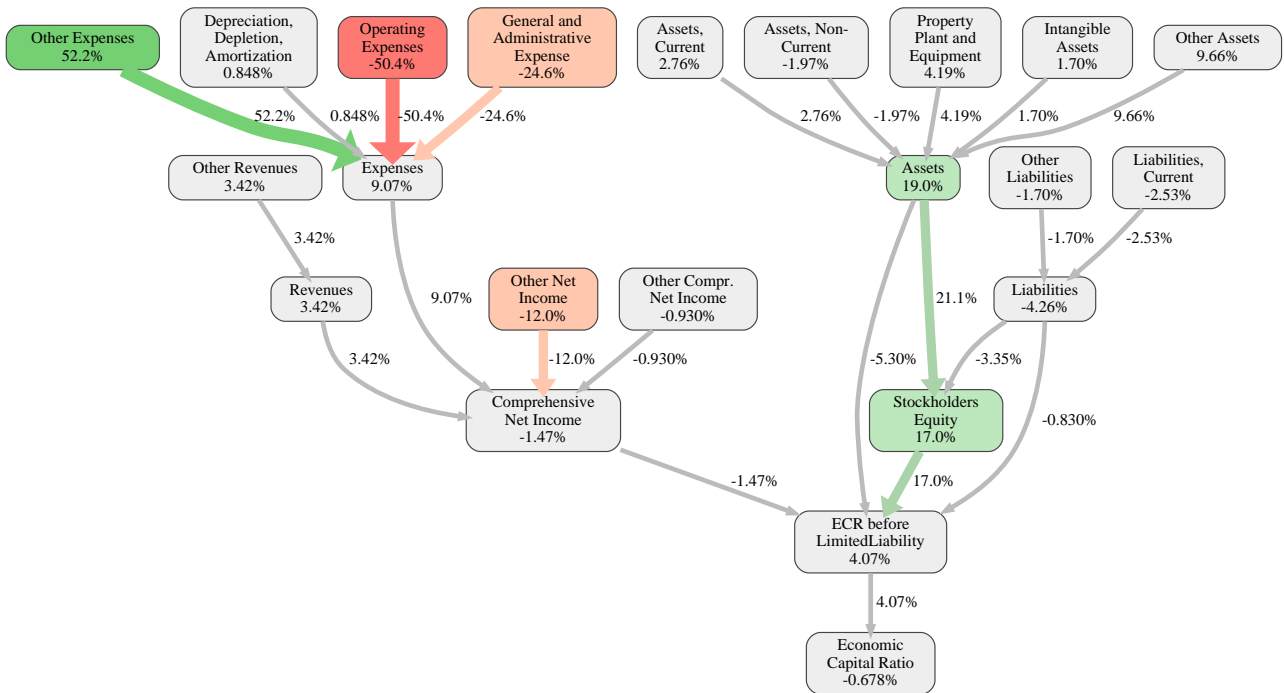 Other Expenses
52.2%
Depreciation,
Depletion,
Amortization
0.848%
Operating
Expenses
-50.4%
General and
Administrative
Expense
-24.6%
Assets,
Current
2.76%
Assets, Non-
Current
-1.97%
Property
Plant and
Equipment
4.19%
Intangible
Assets
1.70%
Other Assets
9.66%
52.2%
0.848%
-50.4%
-24.6%
2.76%
-1.97%
4.19%
1.70%
9.66%
Other Revenues
3.42%
Expenses
9.07%
Assets
19.0%
Other
Liabilities
-1.70%
Liabilities,
Current
-2.53%
3.42%
-1.70%
-2.53%
Revenues
3.42%
9.07%
Other Net
Income
-12.0%
Other Compr.
Net Income
-0.930%
21.1%
Liabilities
-4.26%
3.42%
-12.0%
-0.930%
-5.30%
-3.35%
-0.830%
Comprehensive
Net Income
-1.47%
Stockholders
Equity
17.0%
-1.47%
17.0%
ECR before
LimitedLiability
4.07%
4.07%
Economic
Capital Ratio
-0.678%